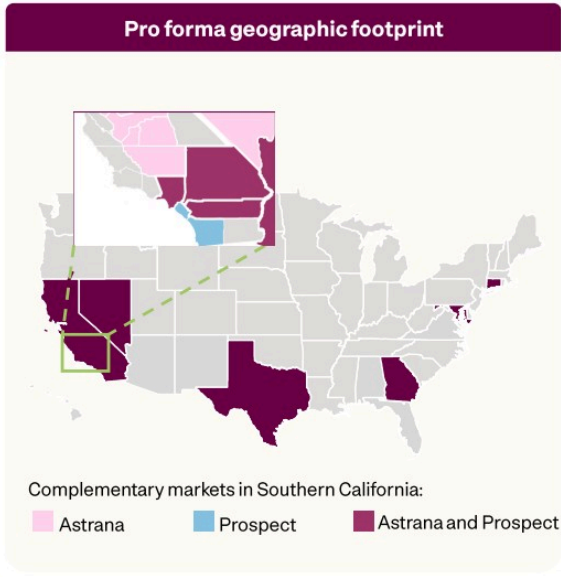 Pro forma geographic footprint
Complementary markets in Southern California:
Astrana
Prospect
Astrana and Prospect